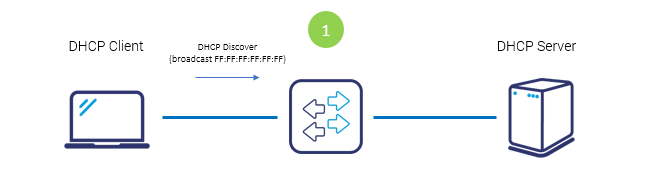 1
DHCP Client
DHCP Discover
(broadcast FF:FF:FF:FF:FF:FF)
DHCP Server